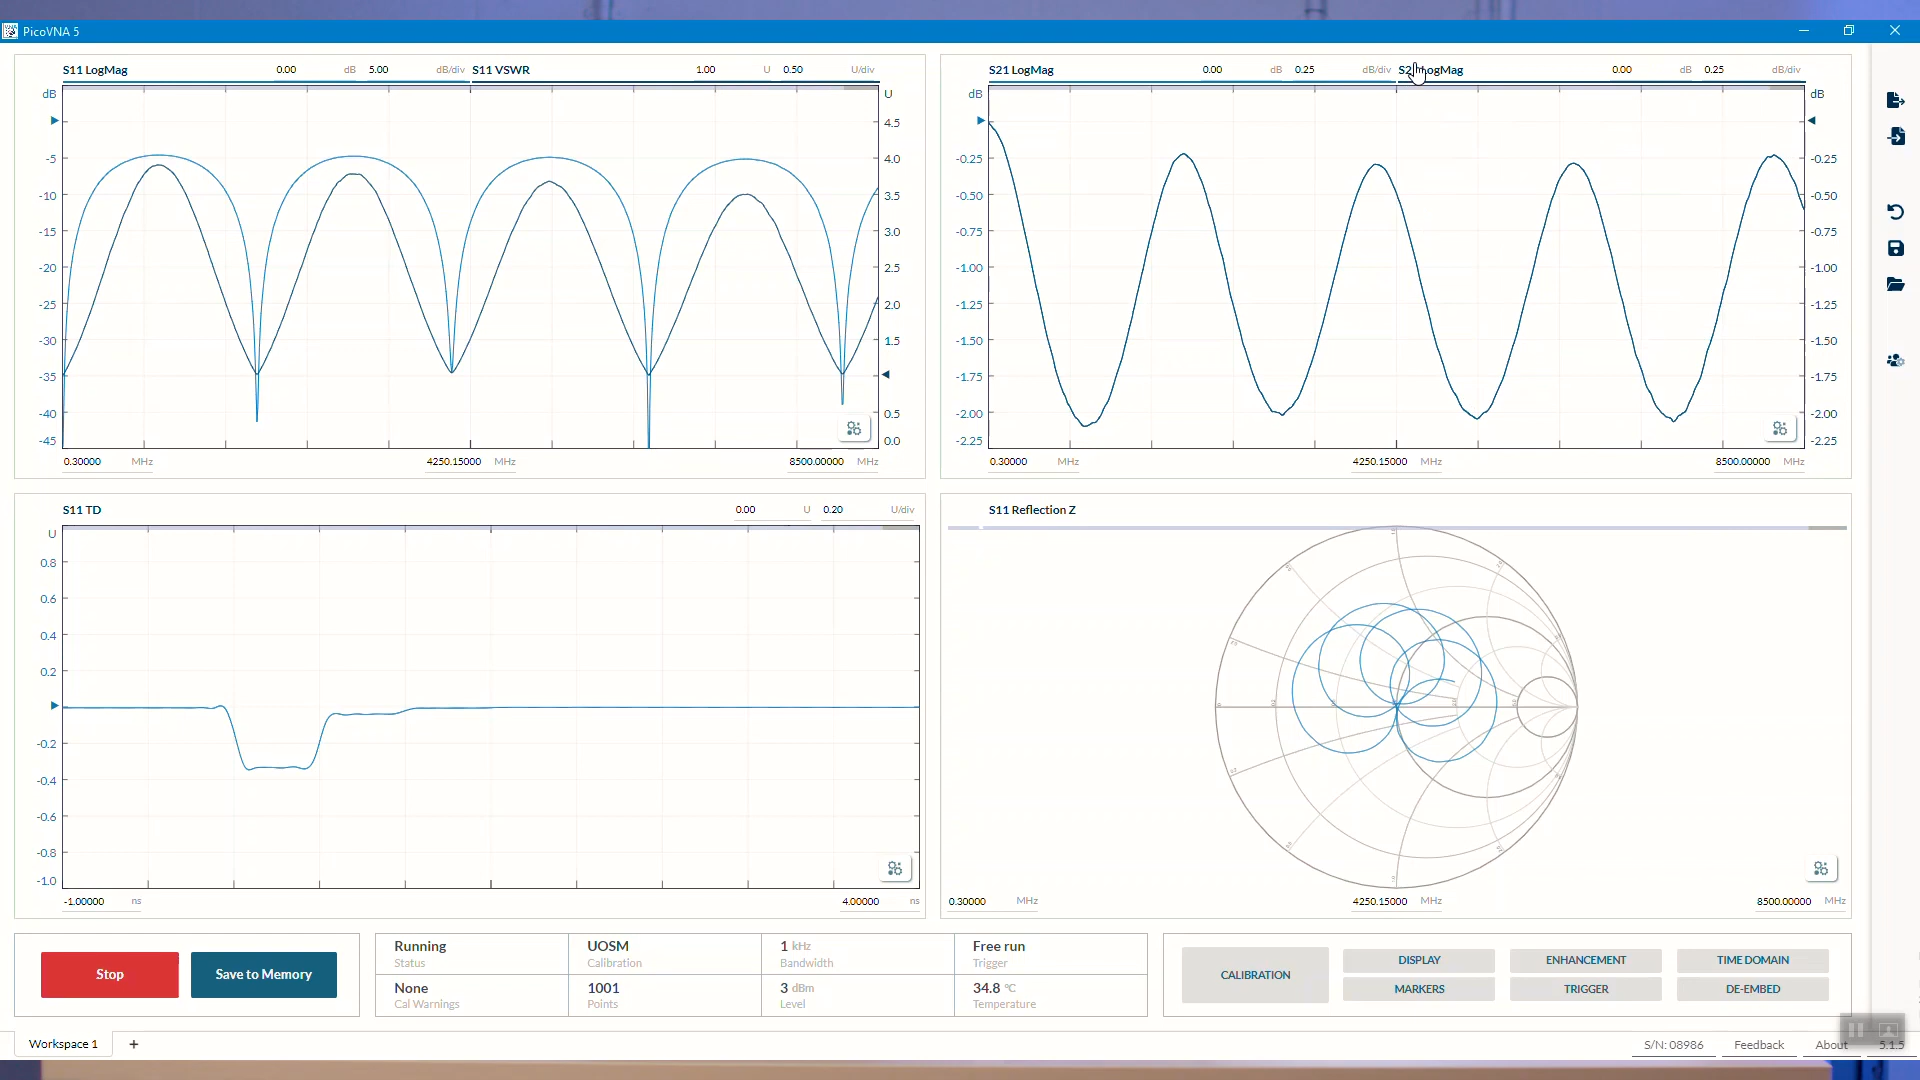 PicoVNA 5
S11 LogMag 0.00 dB 5.00 dB/div S11 VSWR 1.00 U 0.50 U/div
dB U
4.5
-5 4.0
-10 3.5
-15 3.0
-20 2.5
-25 2.0
-30 1.5
-35
-40 0.5
-45 0.0
0.30000 MHz 4250.15000 MHz 8500.00000 MHz
S21 LogMag 0.00 dB 0.25 dB/div LogMag 0.00 dB 0.25 dB/div
dB dB
-0.25 -0.25
-0.50 -0.50
-0.75 -0.75
-1.00 -1.00
-1.25 -1.25
-1.50 -1.50
-1.75 -1.75
-2.00 -2.00
-2.25 -2.25
0.30000 MHz 4250.15000 MHz 8500.00000 MHz
S11 TD 0.00 U 0.20 U/div
U
0.8
0.6
0.4
0.2
-0.2
-0.4
-0.6
-0.8
-1.0
-1.00000 ns 4.00000 ns
S11 Reflection Z
0.30000 MHz 4250.15000 MHz 8500.00000 MHz
Stop Save to Memory
Running UOSM 1 kHz Free run
Status Calibration Bandwidth Trigger
None 1001 3 dBm 34.8 °C
Cal Warnings Points Level Temperature
CALIBRATION
DISPLAY ENHANCEMENT TIME DOMAIN
MARKERS TRIGGER DE-EMBED
Workspace 1 + S/N: 08986 Feedback About 5.1.5